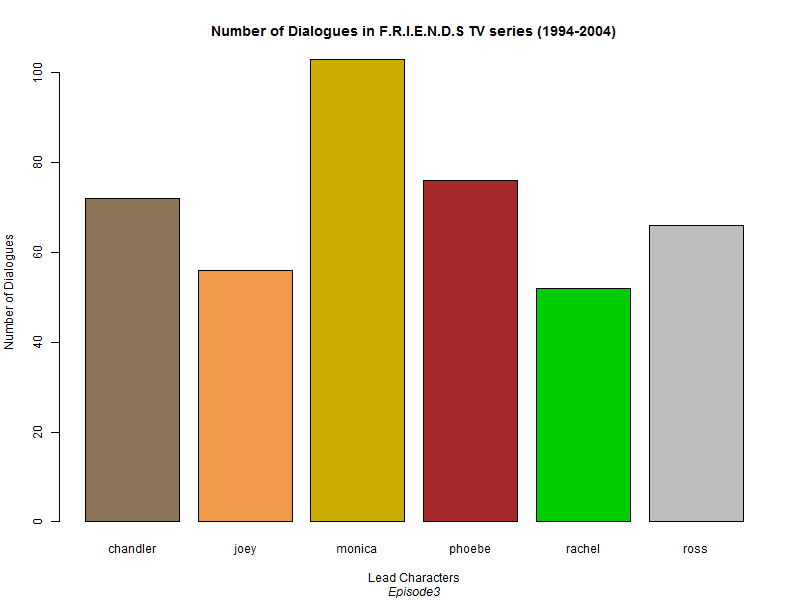 Number of Dialogues in F.R.I.E.N.D.S TV series (1994-2004)
Number of Dialogues
100
80
60
40
20
0
chandler joey monica phoebe rachel ross
Lead Characters
Episode3